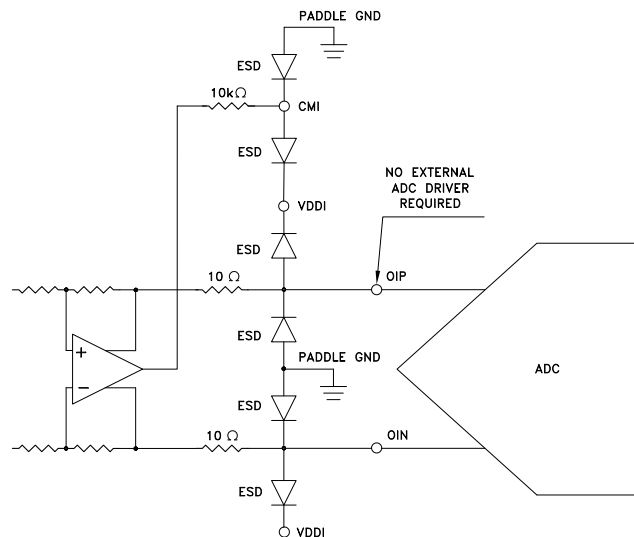 PADDLE GND
ESD
10kΩ
CMI
ESD
NO EXTERNAL
ADC DRIVER
REQUIRED
VDDI
ESD
10 Ω
OIP
ESD
PADDLE GND
+
−
ADC
ESD
10 Ω
OIN
ESD
VDDI